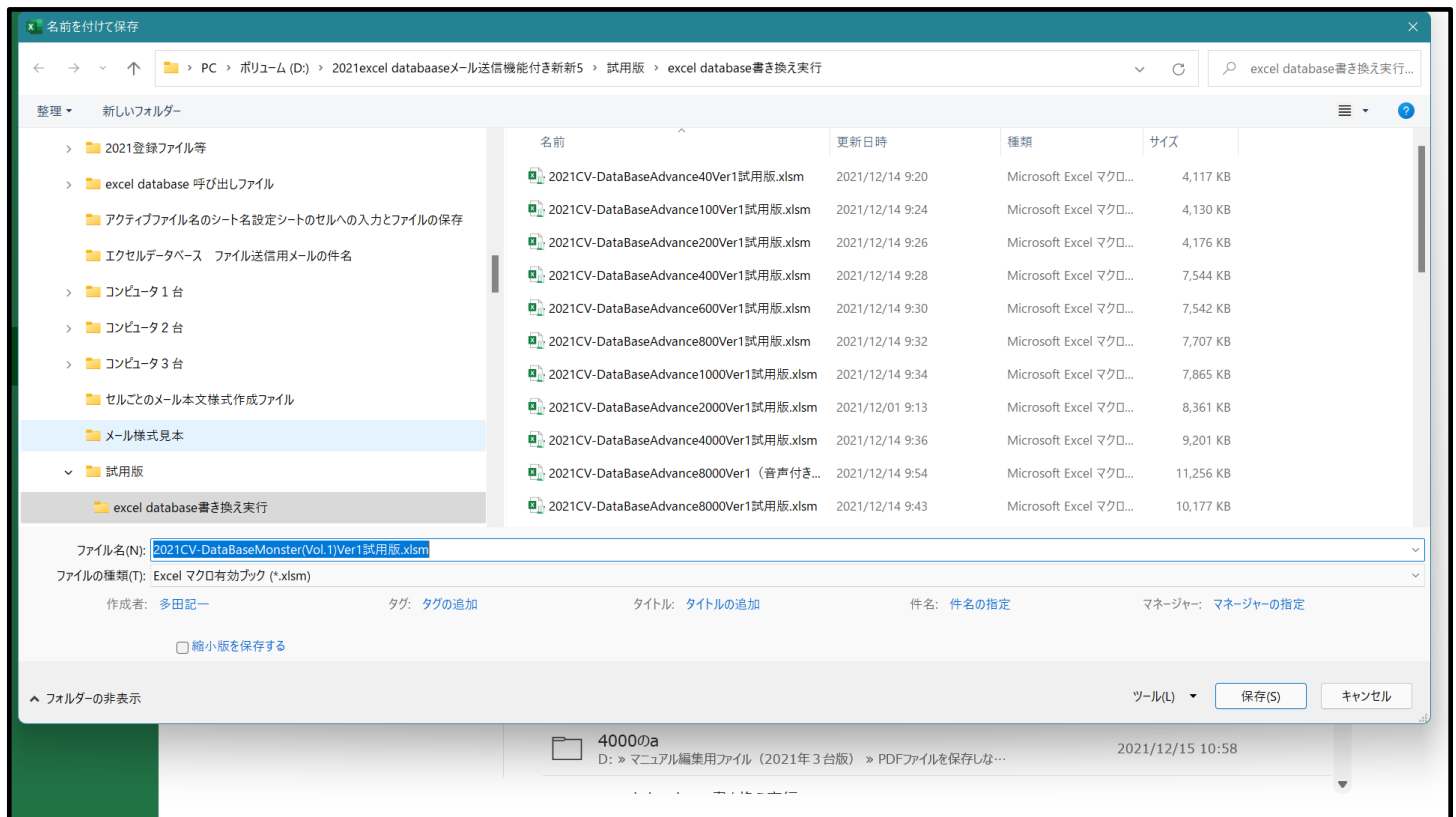 名前を付けて保存
PC › ボリューム (D:) › 2021excel databaaseメール送信機能付き新新5 › 試用版 › excel database書き換え実行
excel database書き換え実行...
整理 新しいフォルダー
名前 更新日時 種類 サイズ
2021登録ファイル等
excel database 呼び出しファイル
アクティブファイル名のシート名設定シートのセルへの入力とファイルの保存
エクセルデータベース　ファイル送信用メールの件名
コンピュータ 1 台
コンピュータ 2 台
コンピュータ 3 台
セルごとのメール本文様式作成ファイル
メール様式見本
試用版
excel database書き換え実行
2021CV-DataBaseAdvance40Ver1試用版.xlsm 2021/12/14 9:20 Microsoft Excel マクロ... 4,117 KB
2021CV-DataBaseAdvance100Ver1試用版.xlsm 2021/12/14 9:24 Microsoft Excel マクロ... 4,130 KB
2021CV-DataBaseAdvance200Ver1試用版.xlsm 2021/12/14 9:26 Microsoft Excel マクロ... 4,176 KB
2021CV-DataBaseAdvance400Ver1試用版.xlsm 2021/12/14 9:28 Microsoft Excel マクロ... 7,544 KB
2021CV-DataBaseAdvance600Ver1試用版.xlsm 2021/12/14 9:30 Microsoft Excel マクロ... 7,542 KB
2021CV-DataBaseAdvance800Ver1試用版.xlsm 2021/12/14 9:32 Microsoft Excel マクロ... 7,707 KB
2021CV-DataBaseAdvance1000Ver1試用版.xlsm 2021/12/14 9:34 Microsoft Excel マクロ... 7,865 KB
2021CV-DataBaseAdvance2000Ver1試用版.xlsm 2021/12/01 9:13 Microsoft Excel マクロ... 8,361 KB
2021CV-DataBaseAdvance4000Ver1試用版.xlsm 2021/12/14 9:36 Microsoft Excel マクロ... 9,201 KB
2021CV-DataBaseAdvance8000Ver1（音声付き... 2021/12/14 9:54 Microsoft Excel マクロ... 11,256 KB
2021CV-DataBaseAdvance8000Ver1試用版.xlsm 2021/12/14 9:43 Microsoft Excel マクロ... 10,177 KB
ファイル名(N): 2021CV-DataBaseMonster(Vol.1)Ver1試用版.xlsm
ファイルの種類(T): Excel マクロ有効ブック (*.xlsm)
作成者: 多田記一 タグ: タグの追加 タイトル: タイトルの追加 件名: 件名の指定 マネージャー: マネージャーの指定
縮小版を保存する
フォルダーの非表示 ツール(L) 保存(S) キャンセル
4000のa 2021/12/15 10:58
D: » マニュアル編集用ファイル（2021年３台版） » PDFファイルを保存しな…